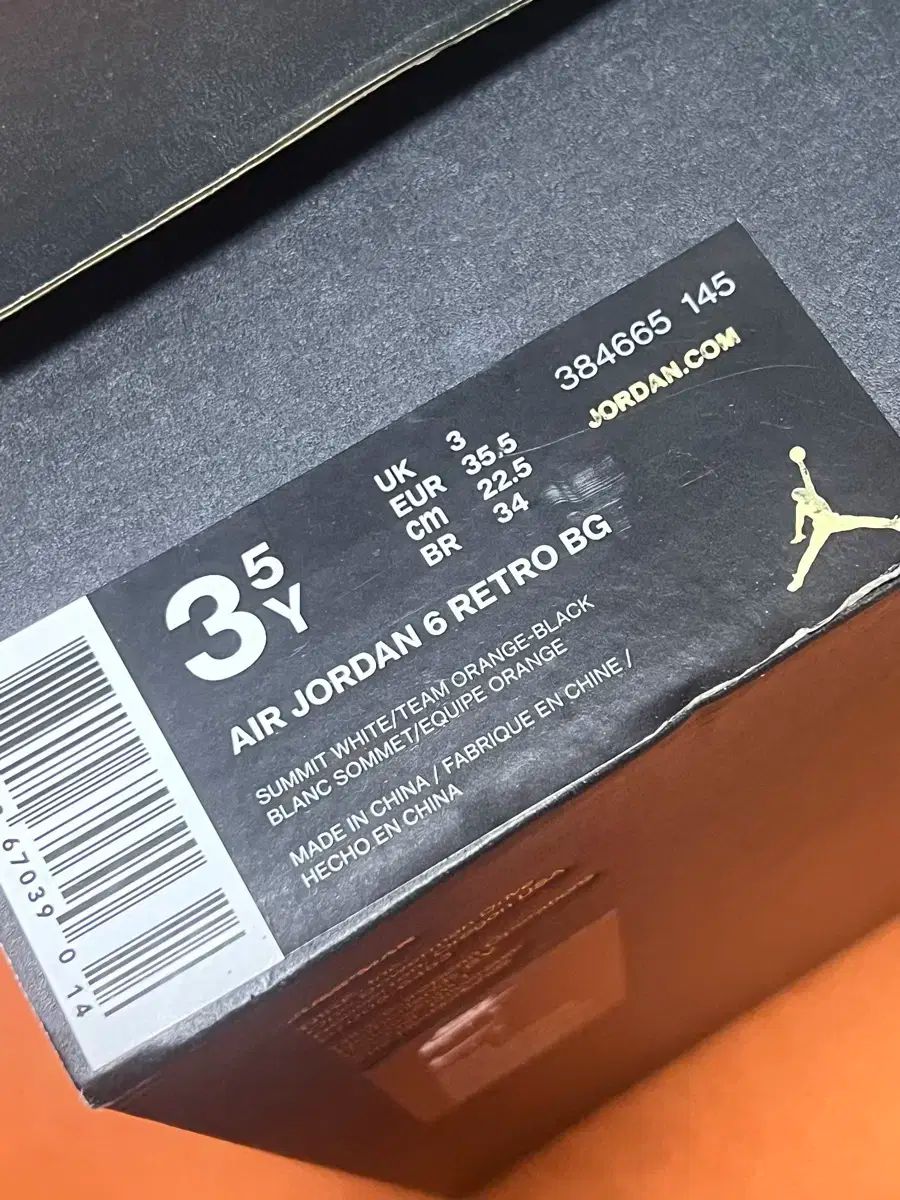 384665 145
JORDAN.COM
UK 3
EUR 35.5
cm 22.5
BR 34
3 5
Y
AIR JORDAN 6 RETRO BG
SUMMIT WHITE/TEAM ORANGE-BLACK
BLANC SOMMET/EQUIPE ORANGE
MADE IN CHINA / FABRIQUE EN CHINE /
HECHO EN CHINA
67039 0 14